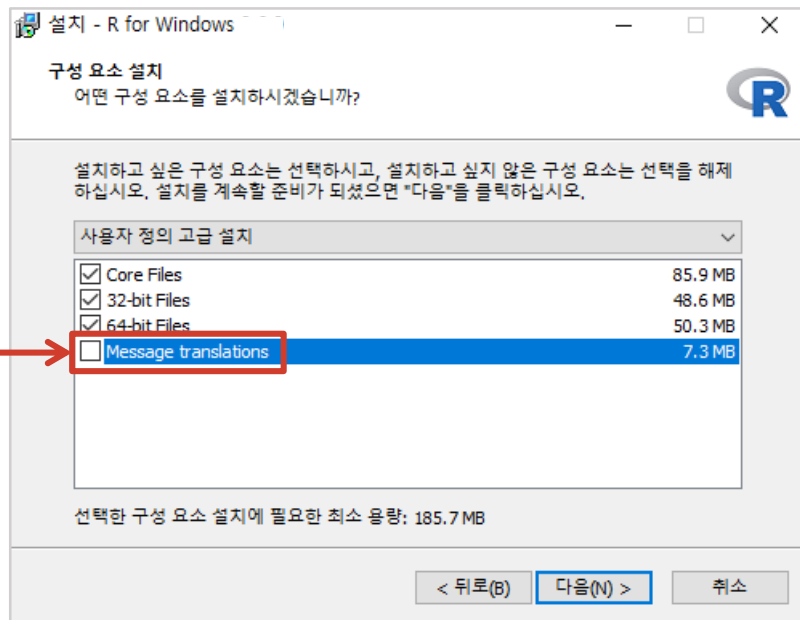 설치 - R for Windows
구성 요소 설치
어떤 구성 요소를 설치하시겠습니까?
R
설치하고 싶은 구성 요소는 선택하시고, 설치하고 싶지 않은 구성 요소는 선택을 해제
하십시오. 설치를 계속할 준비가 되셨으면 "다음"을 클릭하십시오.
사용자 정의 고급 설치
Core Files 85.9 MB
32-bit Files 48.6 MB
64-bit Files 50.3 MB
Message translations 7.3 MB
선택한 구성 요소 설치에 필요한 최소 용량: 185.7 MB
< 뒤로(B) 다음(N) > 취소